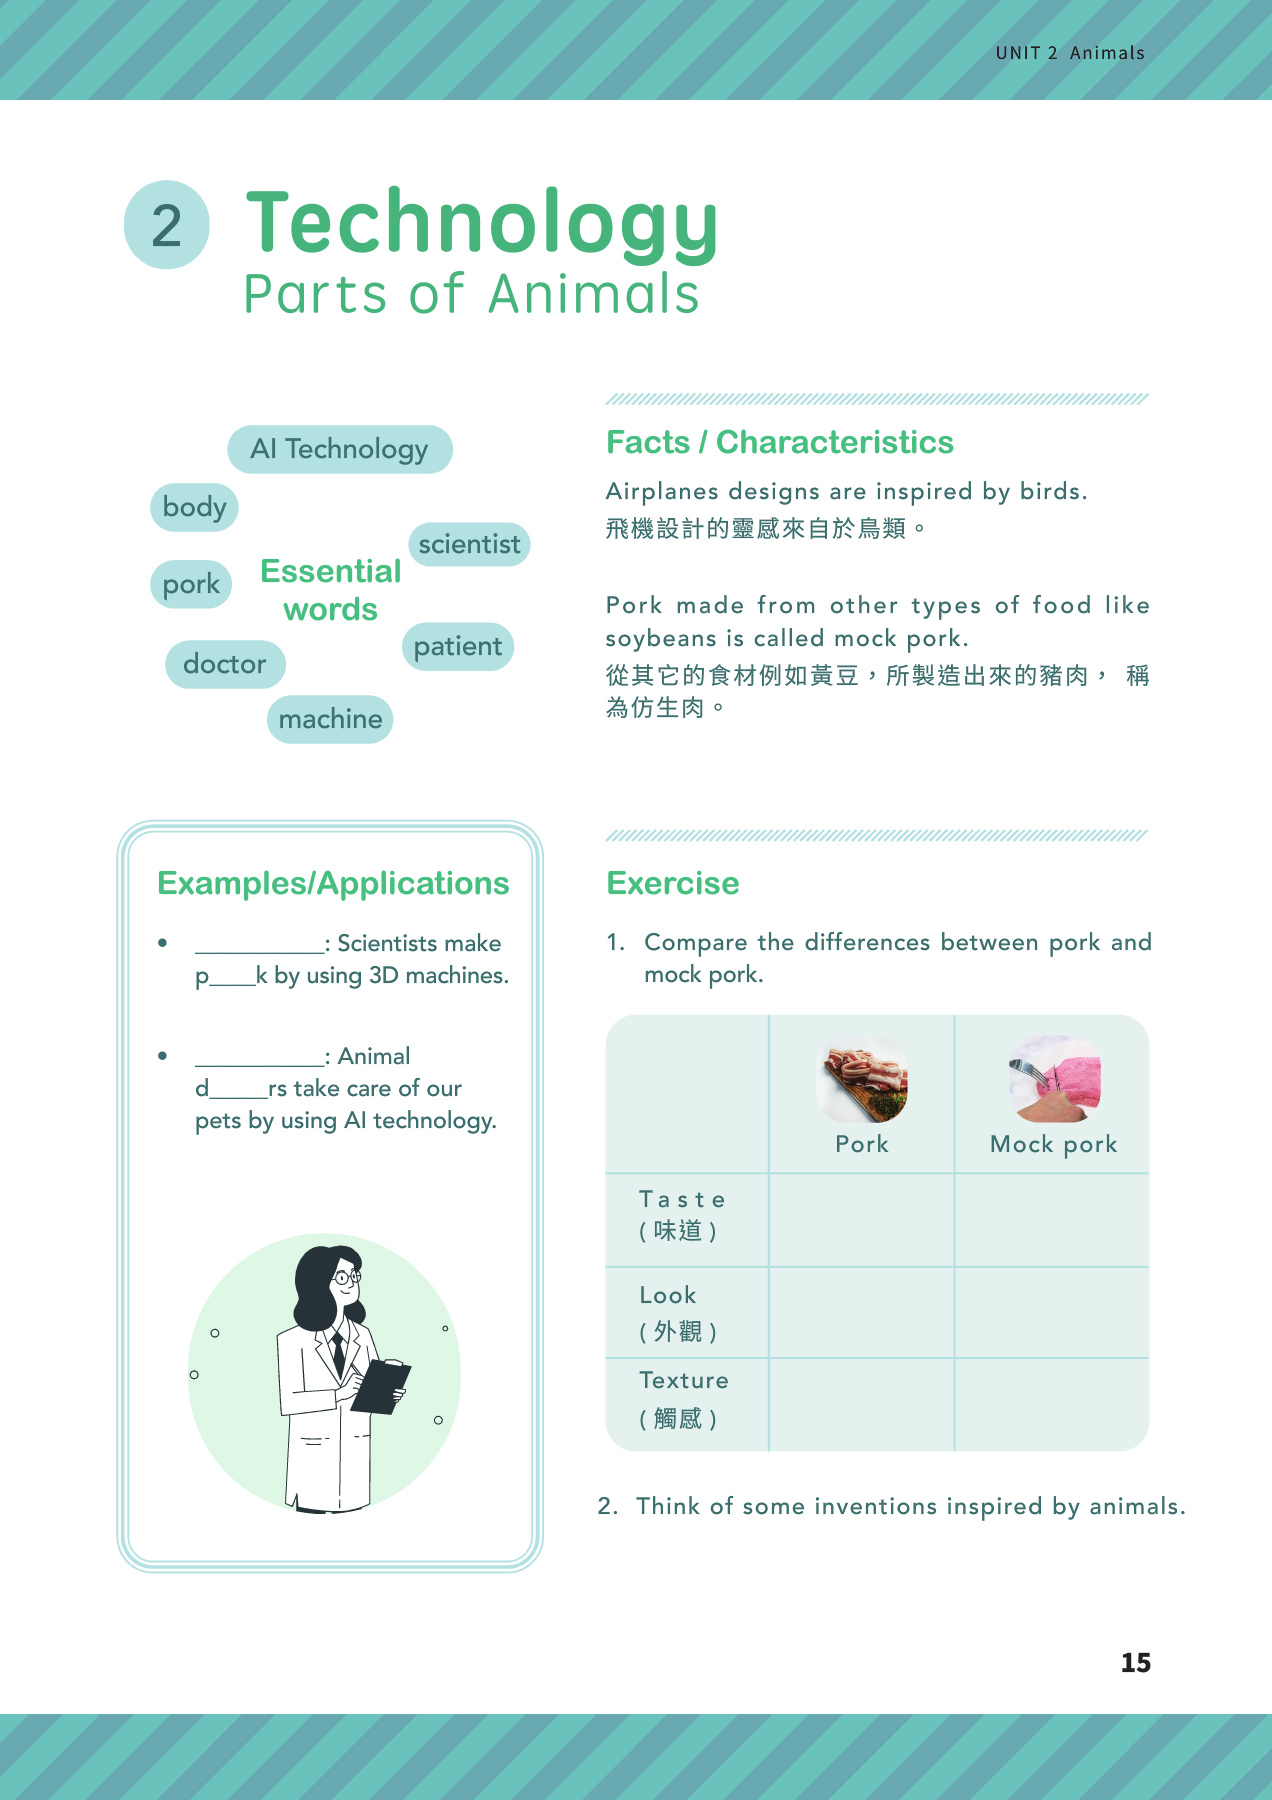 UNIT 2 Animals
2
Technology
Parts of Animals
AI Technology
body
scientist
pork
Essential
words
patient
doctor
machine
Facts / Characteristics
Airplanes designs are inspired by birds.
飛機設計的靈感來自於鳥類。
Pork made from other types of food like
soybeans is called mock pork.
從其它的食材例如黃豆，所製造出來的豬肉， 稱
為仿生肉。
Examples/Applications
• ___________: Scientists make
p____k by using 3D machines.
• ___________: Animal
d_____rs take care of our
pets by using AI technology.
Exercise
1. Compare the differences between pork and
mock pork.
Pork
Mock pork
Taste
( 味道 )
Look
( 外觀 )
Texture
( 觸感 )
2. Think of some inventions inspired by animals.
15